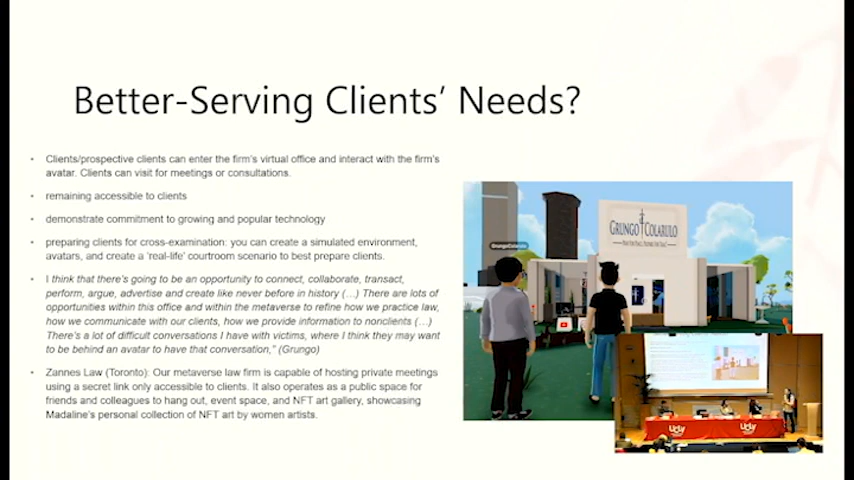 Better-Serving Clients' Needs?
• Clients/prospective clients can enter the firm's virtual office and interact with the firm's
avatar. Clients can visit for meetings or consultations.
• remaining accessible to clients
• demonstrate commitment to growing and popular technology
• preparing clients for cross-examination: you can create a simulated environment,
avatars, and create a 'real-life' courtroom scenario to best prepare clients.
• I think that there's going to be an opportunity to connect, collaborate, transact,
perform, argue, advertise and create like never before in history (…) There are lots of
opportunities within this office and within the metaverse to refine how we practice law,
how we communicate with our clients, how we provide information to nonclients (…)
There's a lot of difficult conversations I have with victims, where I think they may want
to be behind an avatar to have that conversation," (Grungo)
• Zannes Law (Toronto): Our metaverse law firm is capable of hosting private meetings
using a secret link only accessible to clients. It also operates as a public space for
friends and colleagues to hang out, event space, and NFT art gallery, showcasing
Madaline's personal collection of NFT art by women artists.
GRUNGO COLARULO
GrungoColarulo